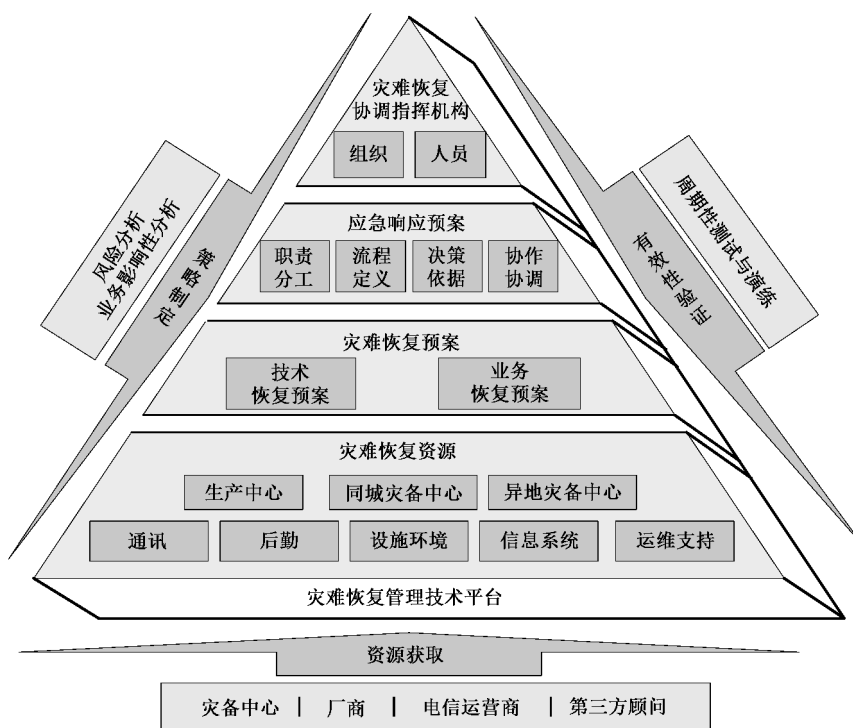 灾难恢复
协调指挥机构
组织
人员
风险分析
业务影响性分析
策略制定
周期性测试与演练
有效性验证
应急响应预案
职责
分工
流程
定义
决策
依据
协作
协调
灾难恢复预案
技术
恢复预案
业务
恢复预案
灾难恢复资源
生产中心
同城灾备中心
异地灾备中心
通讯
后勤
设施环境
信息系统
运维支持
灾难恢复管理技术平台
资源获取
灾备中心 | 厂商 | 电信运营商 | 第三方顾问